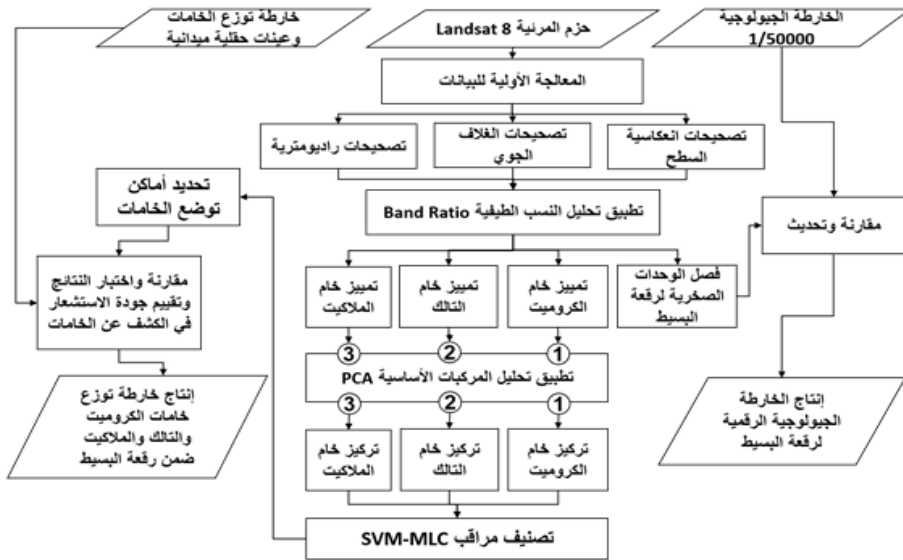 خارطة توزع الخامات
وعينات حقلية ميدانية
حزم المرئية Landsat 8
الخارطة الجيولوجية
1/50000
المعالجة الأولية للبيانات
تصحيحات انعكاسية
السطح
تصحيحات الغلاف
الجوي
تصحيحات راديومترية
تطبيق تحليل النسب الطيفية Band Ratio
تحديد أماكن
توضع الخامات
مقارنة وتحديث
فصل الوحدات
الصخرية لرقعة
البسيط
تمييز خام
الكروميت
تمييز خام
التالك
تمييز خام
الملاكيت
مقارنة واختبار النتائج
وتقييم جودة الاستشعار
في الكشف عن الخامات
1
2
3
تطبيق تحليل المركبات الأساسية PCA
1
2
3
تركيز خام
الكروميت
تركيز خام
التالك
تركيز خام
الملاكيت
إنتاج الخارطة
الجيولوجية الرقمية
لرقعة البسيط
إنتاج خارطة توزع
خامات الكروميت
والتالك والملاكيت
ضمن رقعة البسيط
تصنيف مراقب SVM-MLC